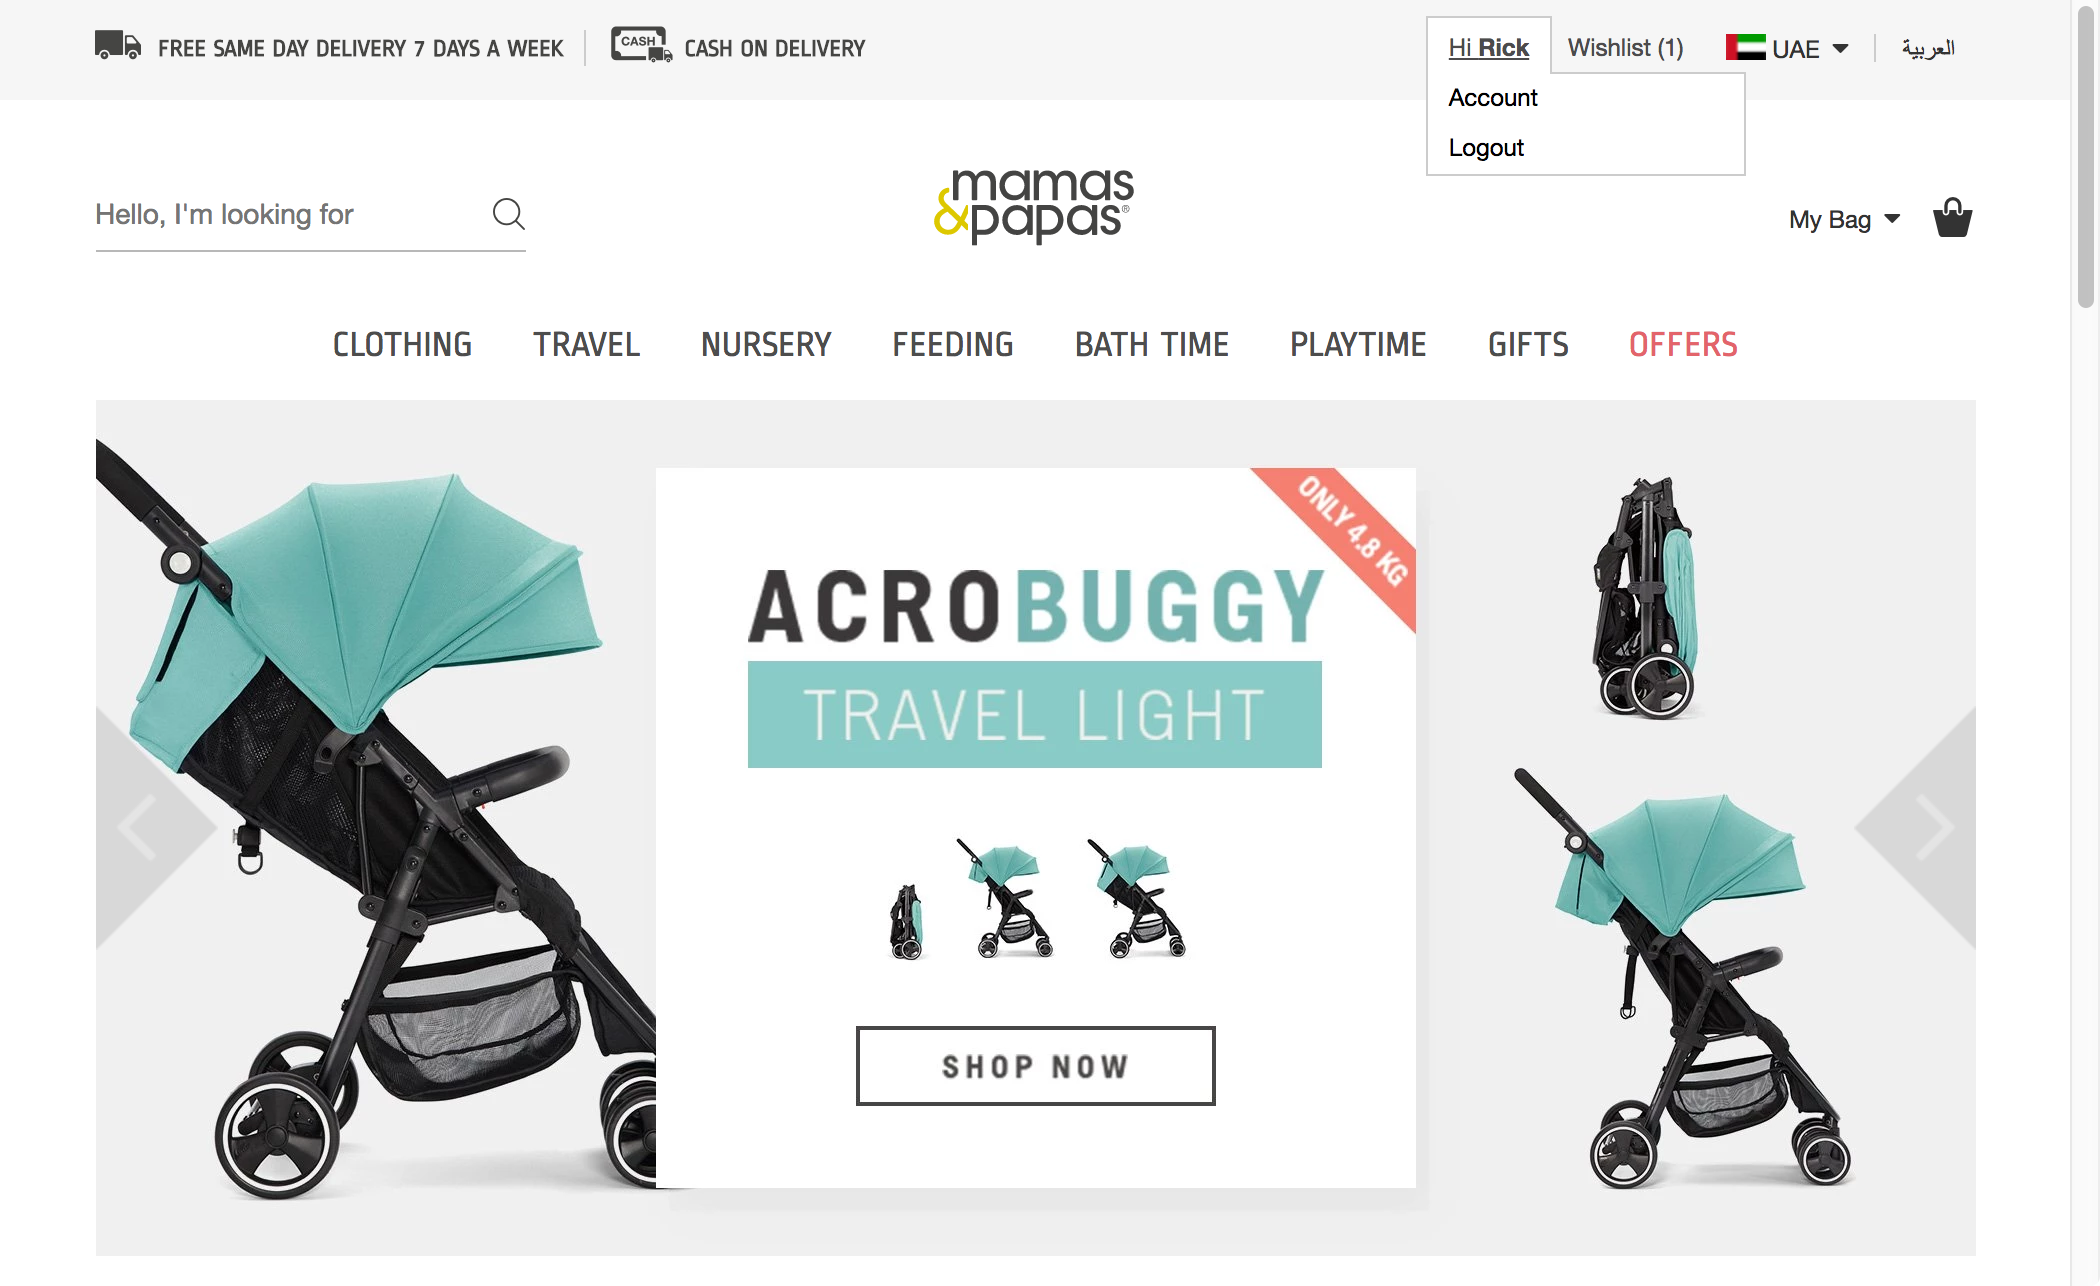 FREE SAME DAY DELIVERY 7 DAYS A WEEK
CASH
CASH ON DELIVERY
Hi Rick
Wishlist (1)
UAE
العربية
Account
Logout
Hello, I'm looking for
mamas
&papas®
My Bag
CLOTHING TRAVEL NURSERY FEEDING BATH TIME PLAYTIME GIFTS OFFERS
ONLY 4.8 KG
ACROBUGGY
TRAVEL LIGHT
SHOP NOW